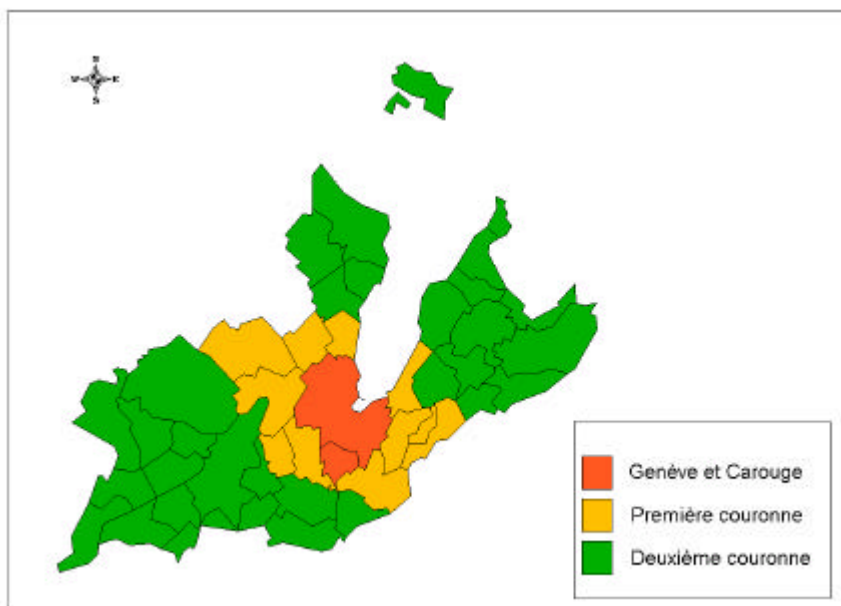 N
W E
S
Genève et Carouge
Première couronne
Deuxième couronne